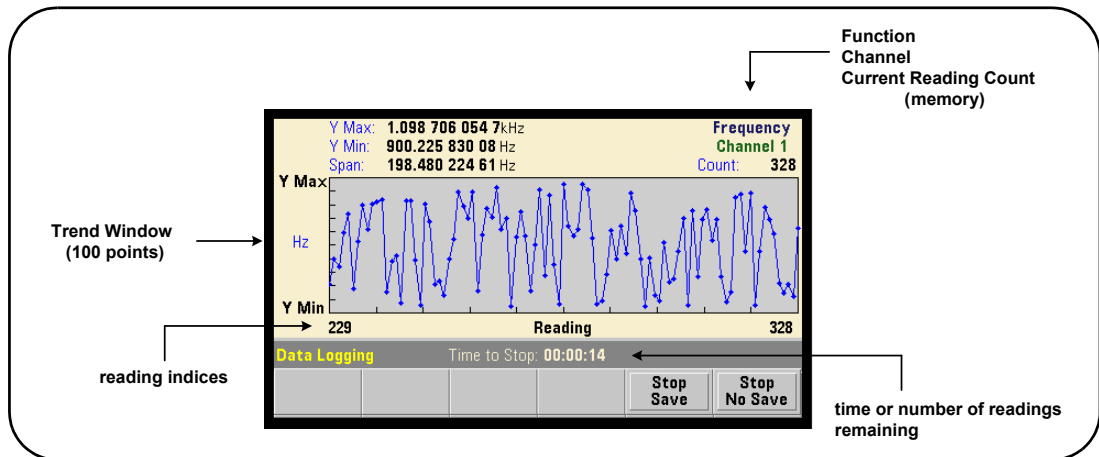 Function
Channel
Current Reading Count
(memory)
Y Max: 1.098 706 054 7kHz
Y Min: 900.225 830 08 Hz
Span: 198.480 224 61 Hz
Frequency
Channel 1
Count: 328
Y Max
Hz
Y Min
229 Reading 328
Trend Window
(100 points)
reading indices
Data Logging Time to Stop: 00:00:14
Stop
Save
Stop
No Save
time or number of readings
remaining